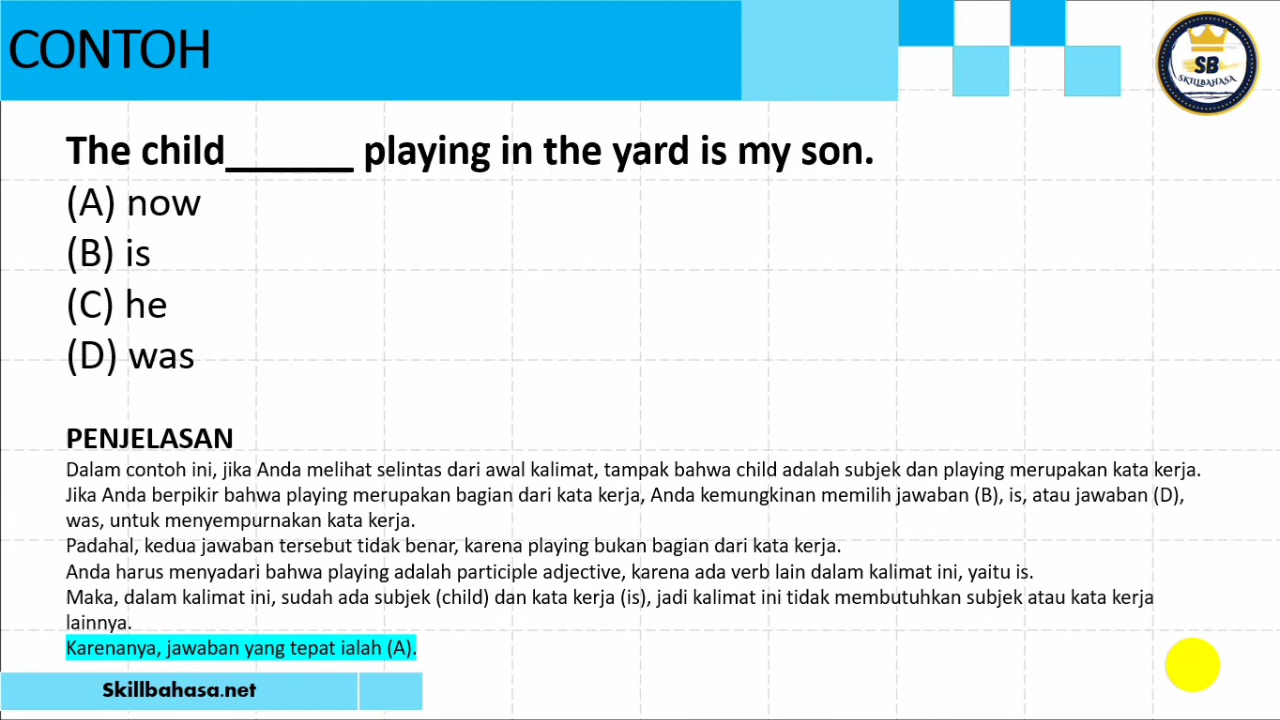 CONTOH
SB
SKILLBAHASA
The child______ playing in the yard is my son.
(A) now
(B) is
(C) he
(D) was
PENJELASAN
Dalam contoh ini, jika Anda melihat selintas dari awal kalimat, tampak bahwa child adalah subjek dan playing merupakan kata kerja.
Jika Anda berpikir bahwa playing merupakan bagian dari kata kerja, Anda kemungkinan memilih jawaban (B), is, atau jawaban (D),
was, untuk menyempurnakan kata kerja.
Padahal, kedua jawaban tersebut tidak benar, karena playing bukan bagian dari kata kerja.
Anda harus menyadari bahwa playing adalah participle adjective, karena ada verb lain dalam kalimat ini, yaitu is.
Maka, dalam kalimat ini, sudah ada subjek (child) dan kata kerja (is), jadi kalimat ini tidak membutuhkan subjek atau kata kerja
lainnya.
Karenanya, jawaban yang tepat ialah (A).
Skillbahasa.net